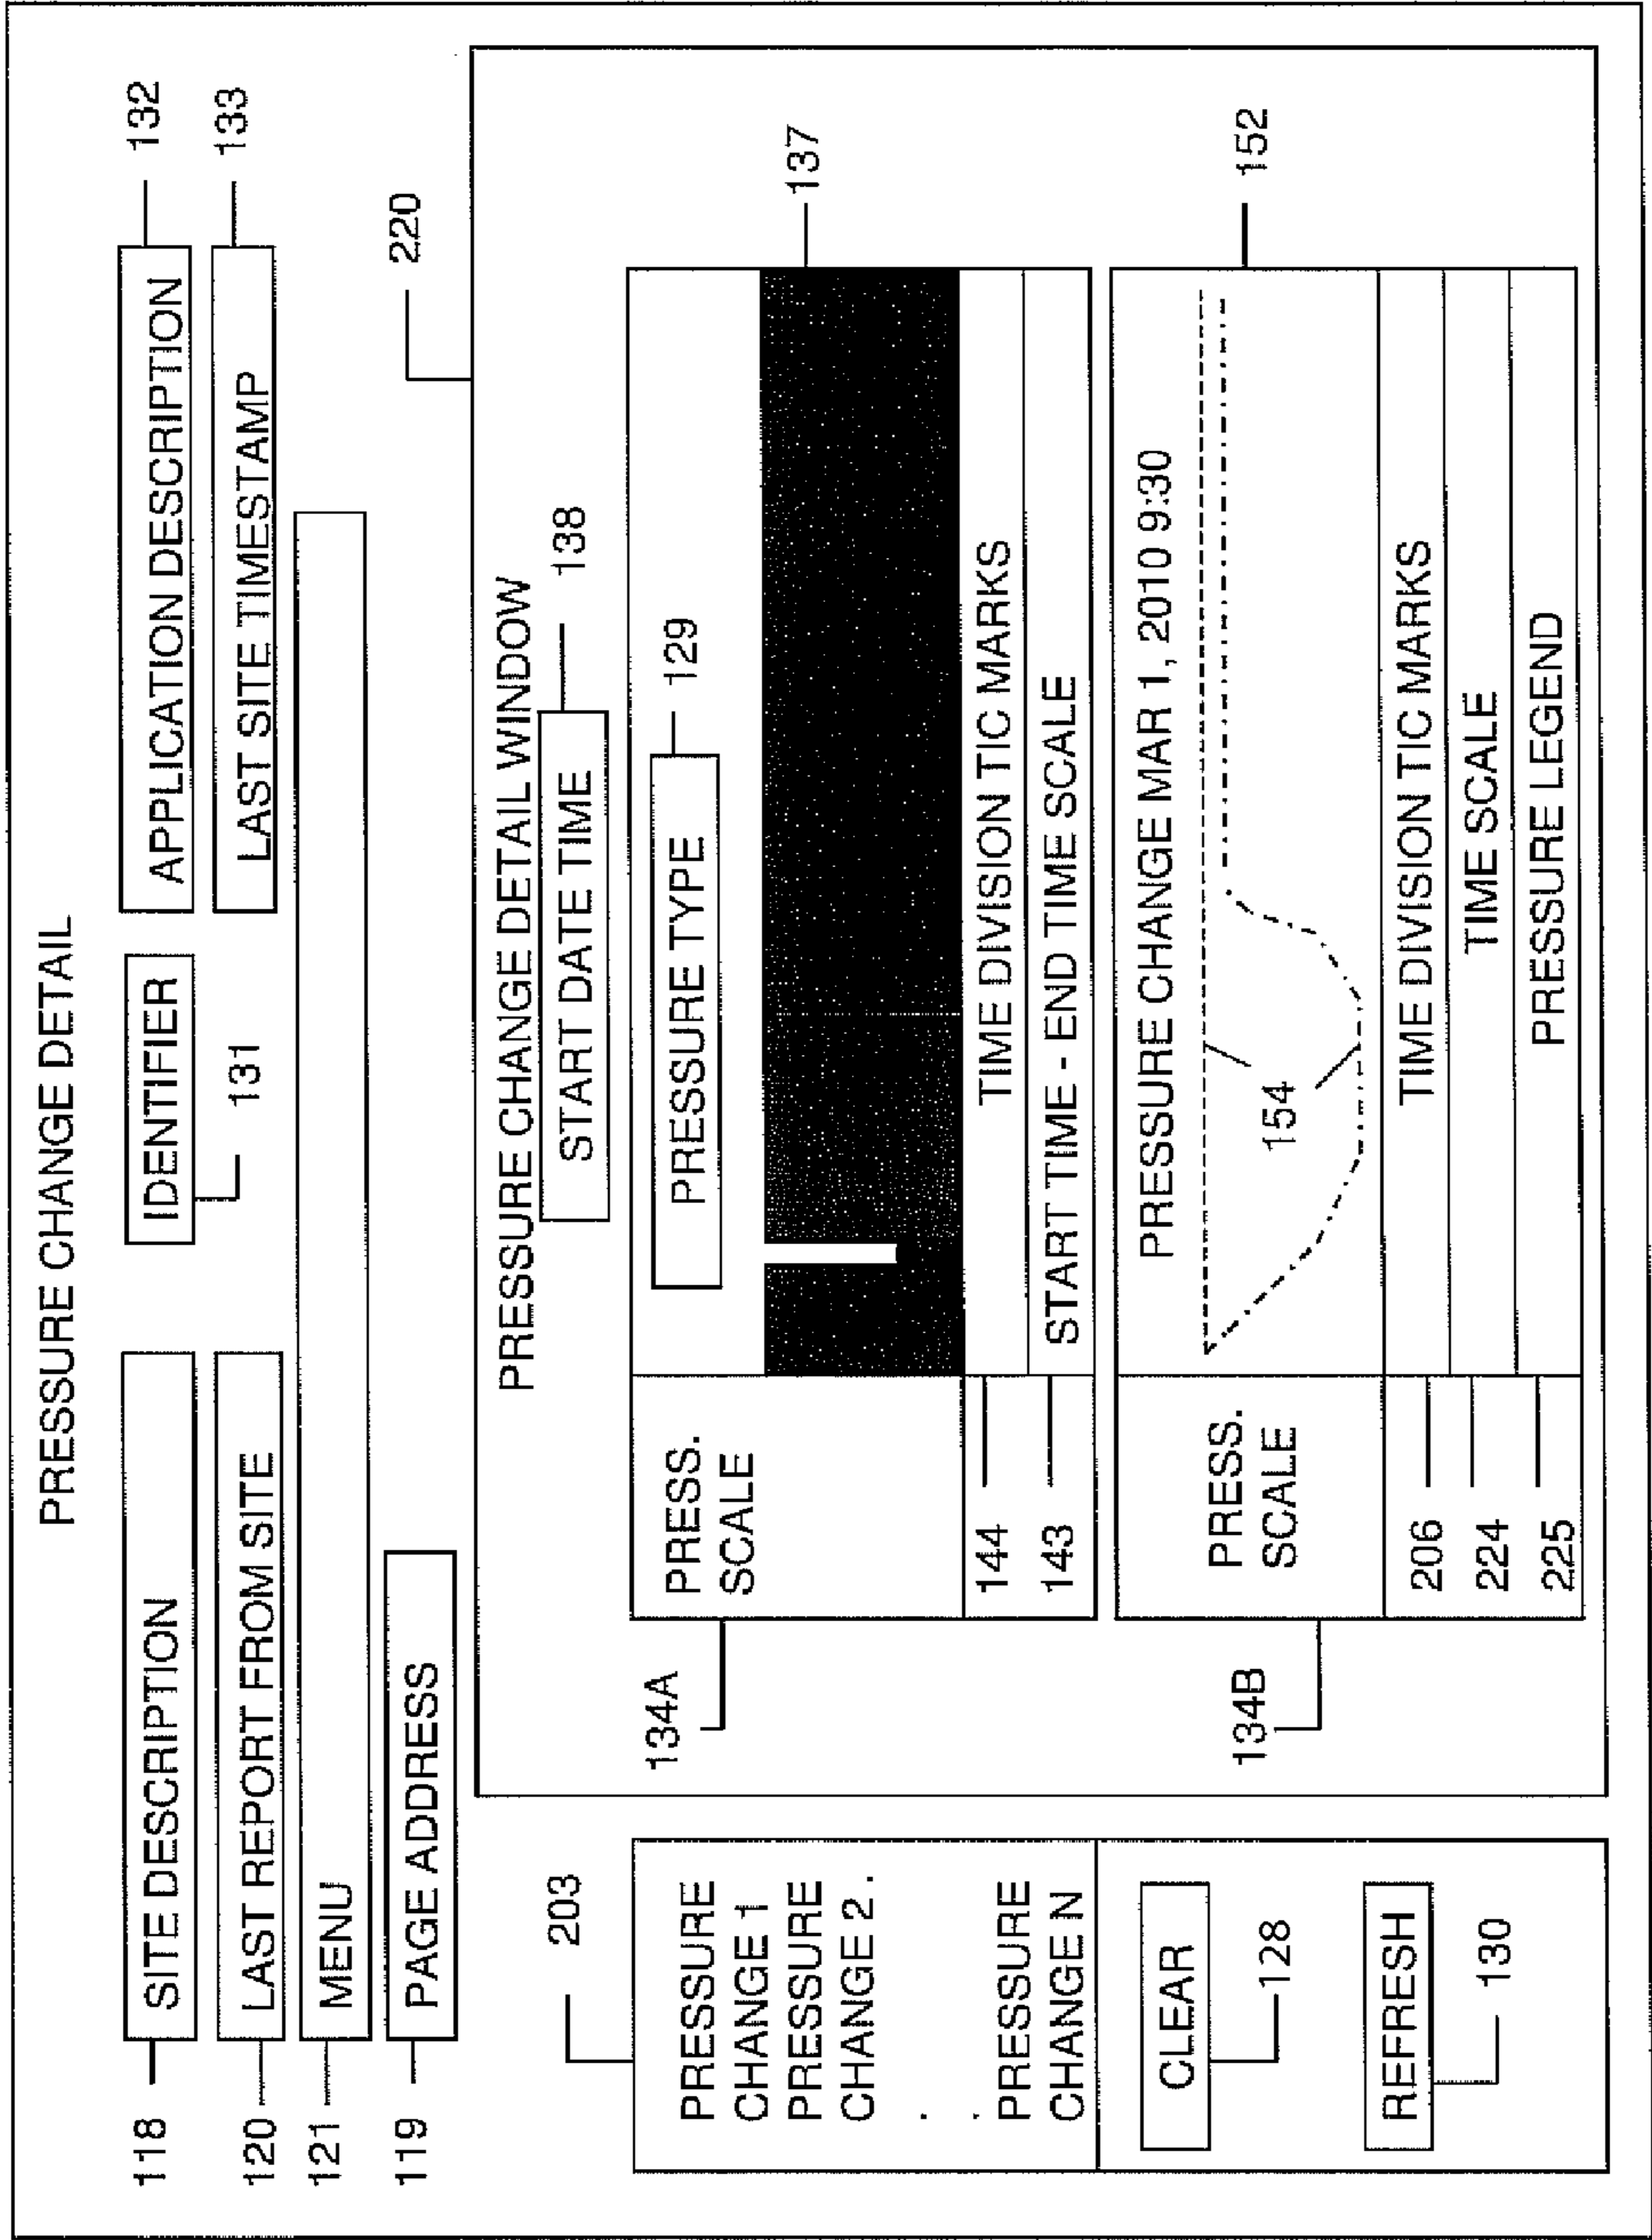 PRESSURE CHANGE DETAIL
118
SITE DESCRIPTION
IDENTIFIER
131
APPLICATION DESCRIPTION
132
120
LAST REPORT FROM SITE
LAST SITE TIMESTAMP
133
121
MENU
119
PAGE ADDRESS
220
203
PRESSURE
CHANGE 1
PRESSURE
CHANGE 2 .
.
.
PRESSURE
CHANGE N
CLEAR
128
REFRESH
130
PRESSURE CHANGE DETAIL WINDOW
START DATE TIME
138
134A
PRESS.
SCALE
PRESSURE TYPE
129
137
144
TIME DIVISION TIC MARKS
143
START TIME - END TIME SCALE
134B
PRESS.
SCALE
PRESSURE CHANGE MAR 1, 2010 9:30
154
152
206
TIME DIVISION TIC MARKS
224
TIME SCALE
225
PRESSURE LEGEND